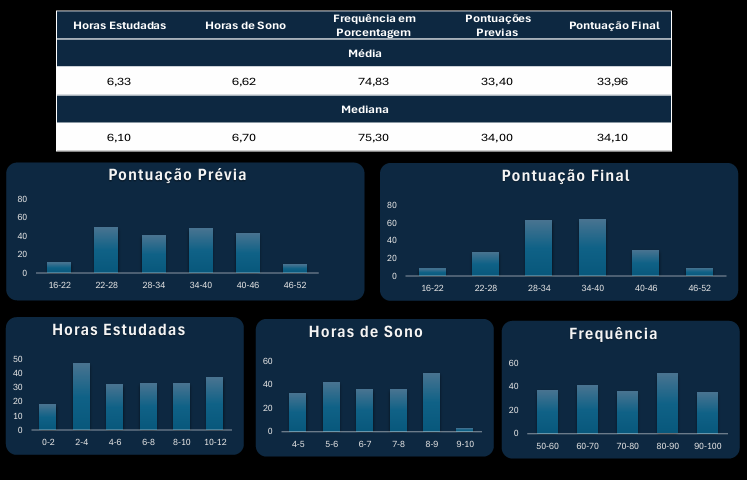 Horas Estudadas Horas de Sono Frequência em Porcentagem Pontuações Previas Pontuação Final
Média
6,33 6,62 74,83 33,40 33,96
Mediana
6,10 6,70 75,30 34,00 34,10
Pontuação Prévia
80
60
40
20
0
16-22 22-28 28-34 34-40 40-46 46-52
Pontuação Final
80
60
40
20
0
16-22 22-28 28-34 34-40 40-46 46-52
Horas Estudadas
50
40
30
20
10
0
0-2 2-4 4-6 6-8 8-10 10-12
Horas de Sono
60
40
20
0
4-5 5-6 6-7 7-8 8-9 9-10
Frequência
60
40
20
0
50-60 60-70 70-80 80-90 90-100